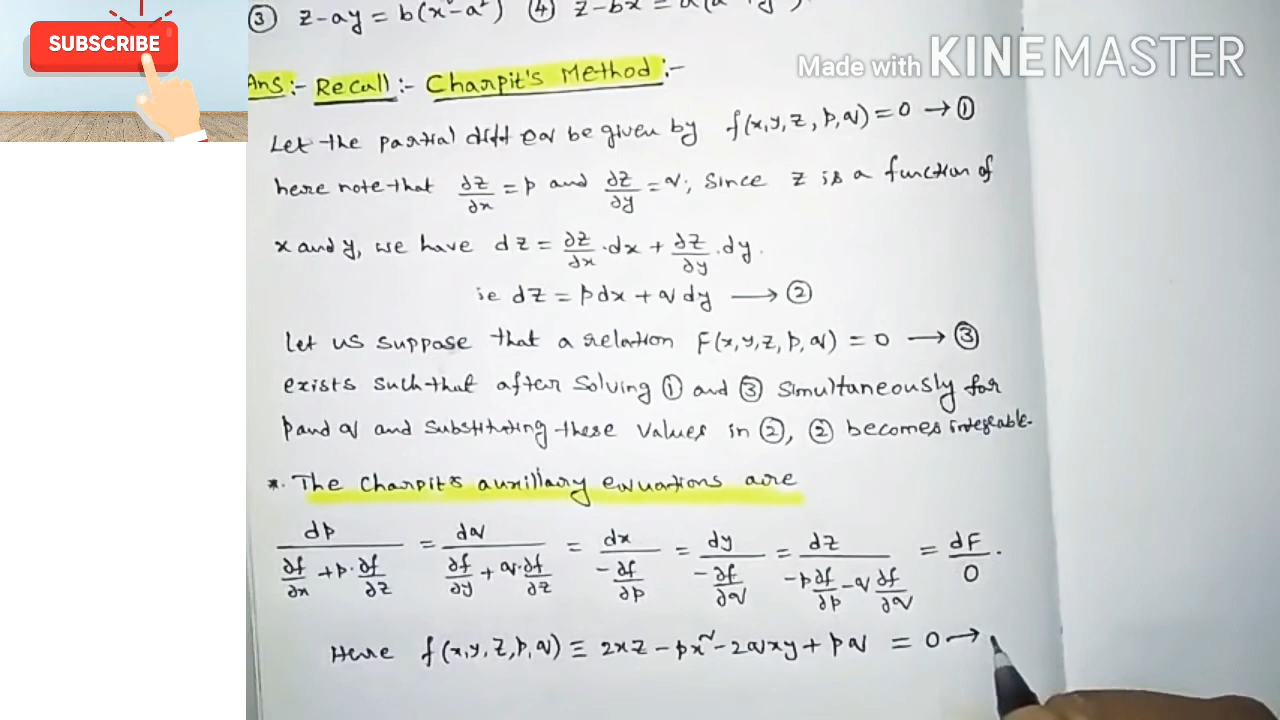 SUBSCRIBE
Made with KINEMASTER
③ z-ay = b(x²-a²) ④ z-bx =
Ans:- Recall:- Charpit's Method:-
Let the partial diff eqn be given by f(x,y,z,p,q)=0 → ①
here note that ∂z/∂x = p and ∂z/∂y = q; Since z is a function of
x and y, we have dz = ∂z/∂x · dx + ∂z/∂y · dy.
ie dz = pdx + qdy → ②
Let us suppose that a relation F(x,y,z,p,q) = 0 → ③
exists such that after solving ① and ③ simultaneously for
p and q and substituting these values in ②, ② becomes integrable.
*. The Charpit's auxiliary equations are
dp/(∂f/∂x + p·∂f/∂z) = dq/(∂f/∂y + q·∂f/∂z) = dx/(-∂f/∂p) = dy/(-∂f/∂q) = dz/(-p∂f/∂p - q∂f/∂q) = dF/0.
Here f(x,y,z,p,q) ≡ 2xz - px² - 2qxy + pq = 0 →